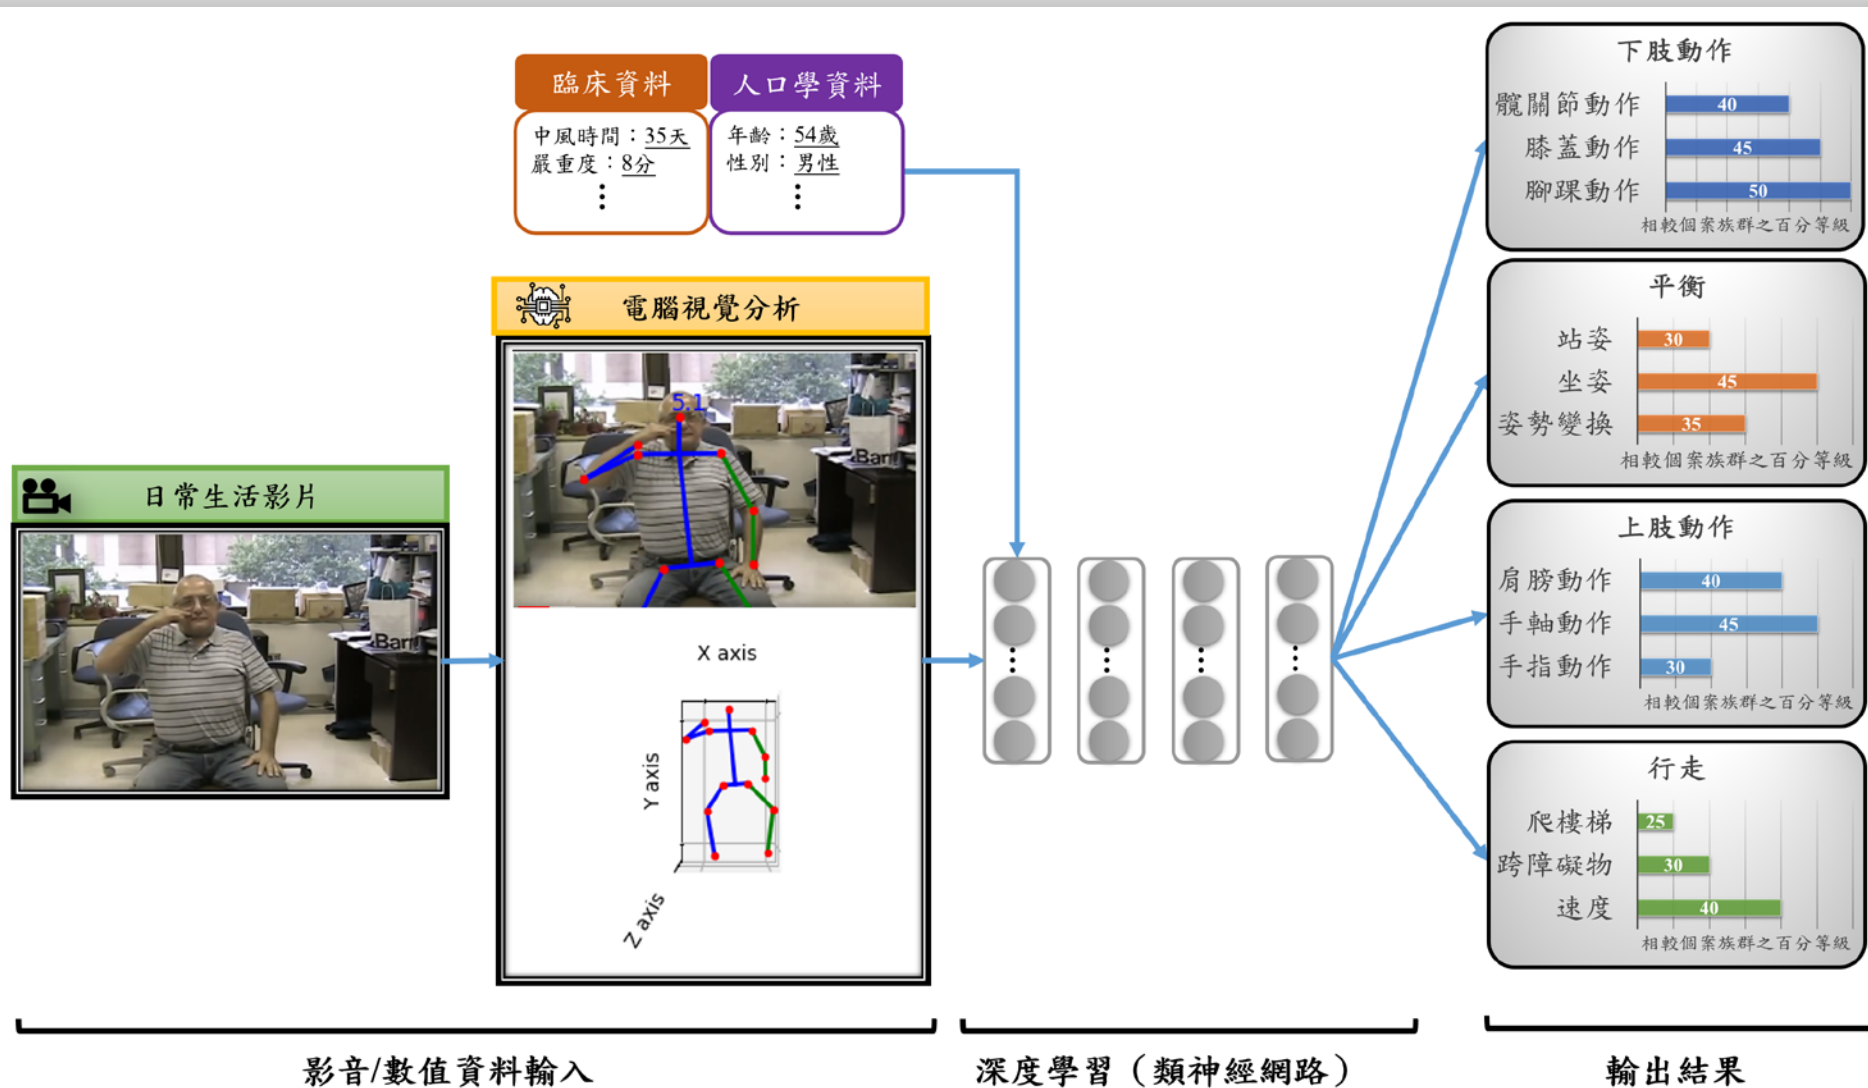 臨床資料
中風時間：35天
嚴重度：8分
人口學資料
年齡：54歲
性別：男性
日常生活影片
Barn
電腦視覺分析
5.1
Barn
X axis
Y axis
Z axis
下肢動作
髖關節動作 40
膝蓋動作 45
腳踝動作 50
相較個案族群之百分等級
平衡
站姿 30
坐姿 45
姿勢變換 35
相較個案族群之百分等級
上肢動作
肩膀動作 40
手軸動作 45
手指動作 30
相較個案族群之百分等級
行走
爬樓梯 25
跨障礙物 30
速度 40
相較個案族群之百分等級
影音/數值資料輸入
深度學習（類神經網路）
輸出結果